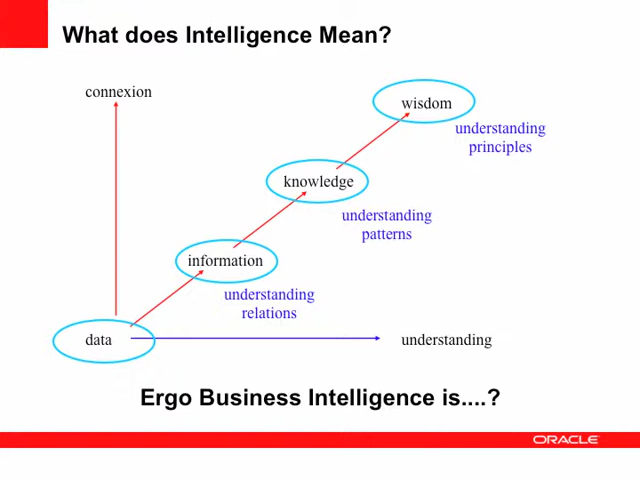 What does Intelligence Mean?
connexion
wisdom
understanding
principles
knowledge
understanding
patterns
information
understanding
relations
data
understanding
Ergo Business Intelligence is....?
ORACLE